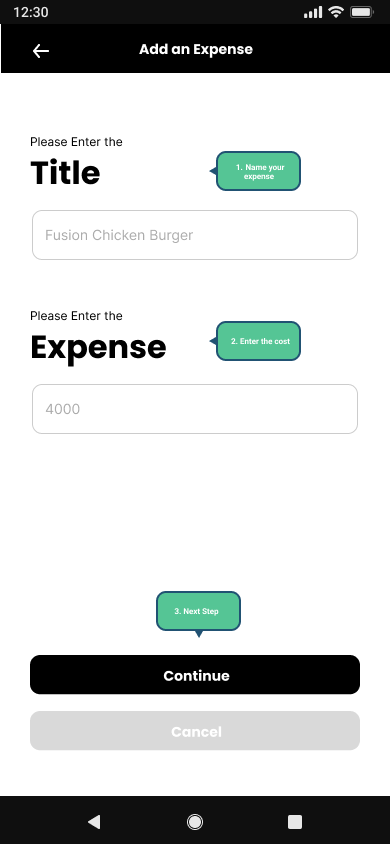 12:30
Add an Expense
Please Enter the
Title
1. Name your
expense
Fusion Chicken Burger
Please Enter the
Expense
2. Enter the cost
4000
3. Next Step
Continue
Cancel